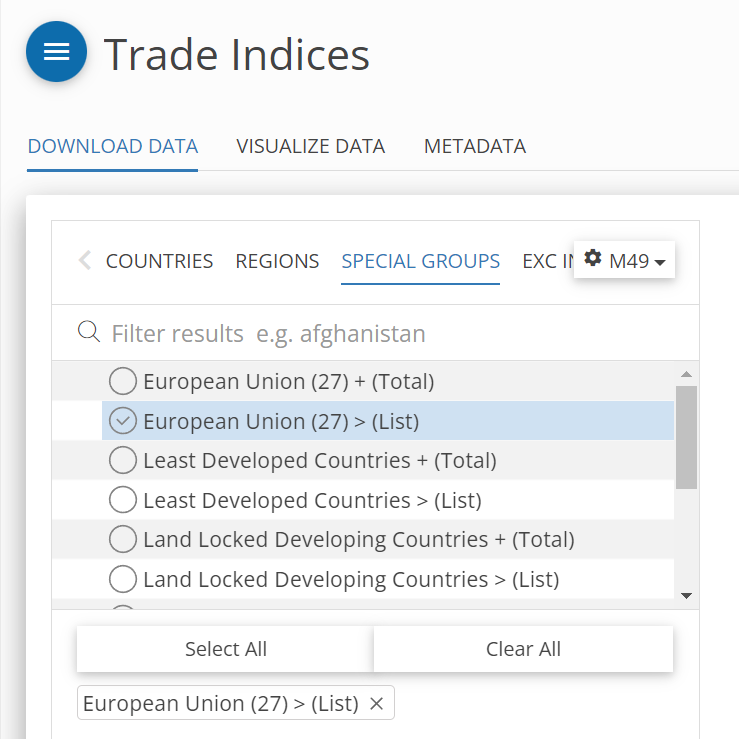 Trade Indices
DOWNLOAD DATA VISUALIZE DATA METADATA
COUNTRIES REGIONS SPECIAL GROUPS EXC M49
Filter results e.g. afghanistan
European Union (27) + (Total)
European Union (27) > (List)
Least Developed Countries + (Total)
Least Developed Countries > (List)
Land Locked Developing Countries + (Total)
Land Locked Developing Countries > (List)
Select All Clear All
European Union (27) > (List) ×